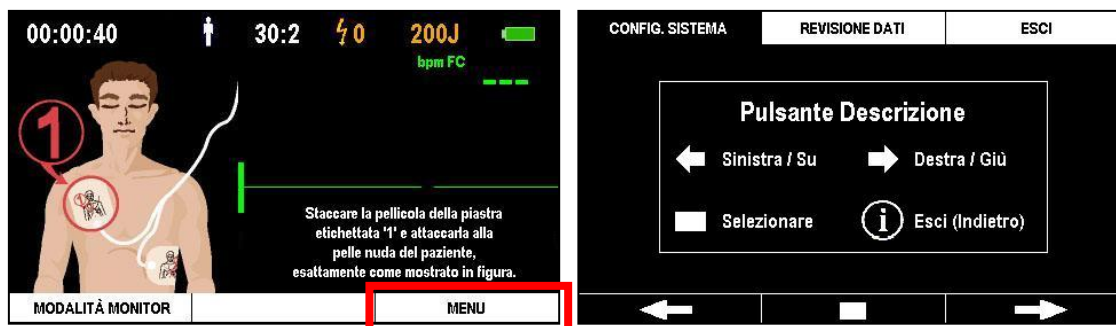 00:00:40 30:2 0 200J
bpm FC
---
1
Staccare la pellicola della piastra
etichettata '1' e attaccarla alla
pelle nuda del paziente,
esattamente come mostrato in figura.
MODALITÀ MONITOR MENU
CONFIG. SISTEMA REVISIONE DATI ESCI
Pulsante Descrizione
Sinistra / Su Destra / Giù
Selezionare i Esci (Indietro)